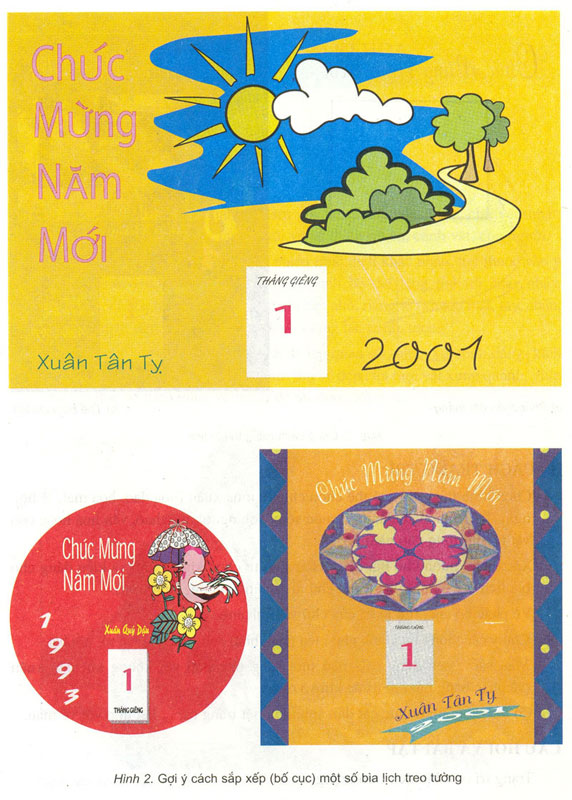 Chúc
Mừng
Năm
Mới
THÁNG GIÊNG
1
2001
Xuân Tân Tỵ
Chúc Mừng
Năm Mới
1993
Xuân Quý Dậu
1
THÁNG GIÊNG
Chúc Mừng Năm Mới
THÁNG GIÊNG
1
Xuân Tân Tỵ
2001
Hình 2. Gợi ý cách sắp xếp (bố cục) một số bìa lịch treo tường